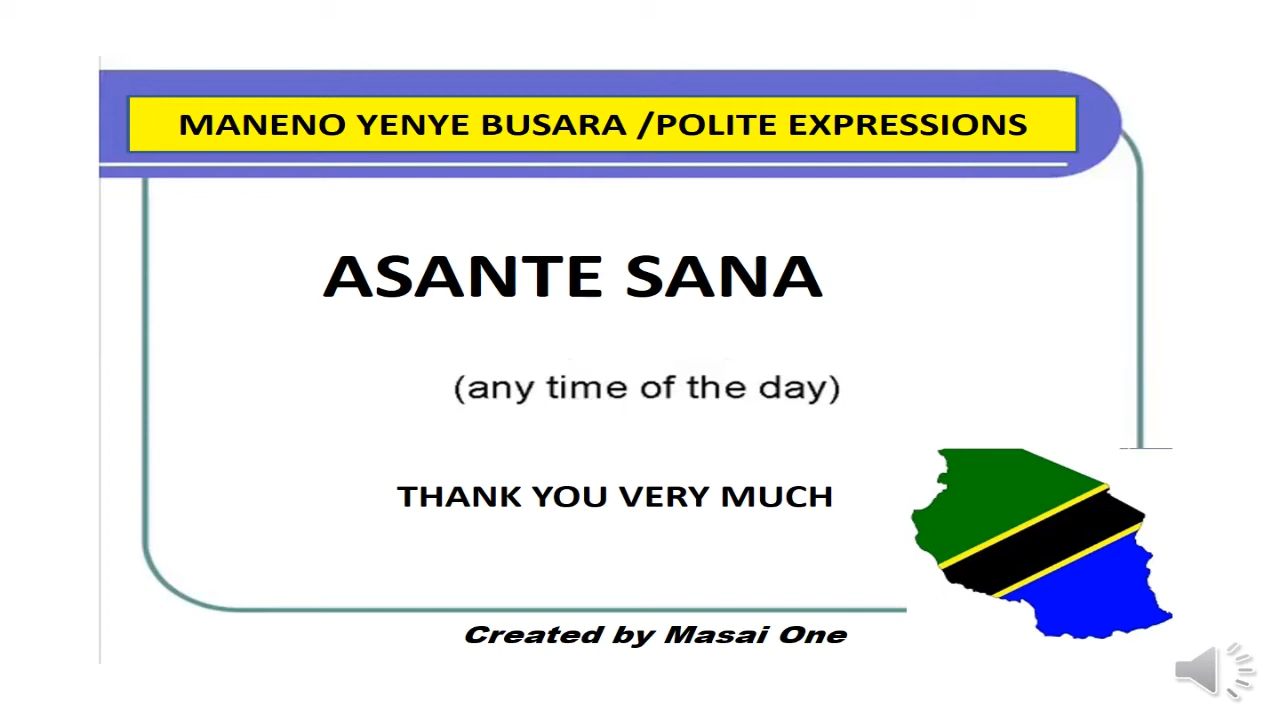 MANENO YENYE BUSARA /POLITE EXPRESSIONS
ASANTE SANA
(any time of the day)
THANK YOU VERY MUCH
Created by Masai One